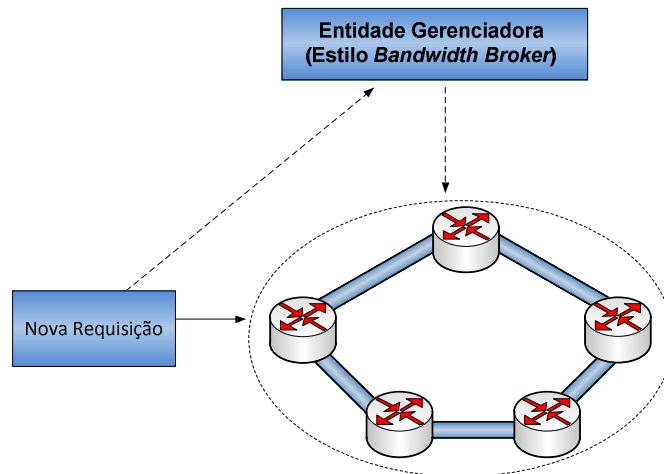 Entidade Gerenciadora
(Estilo Bandwidth Broker)
Nova Requisição